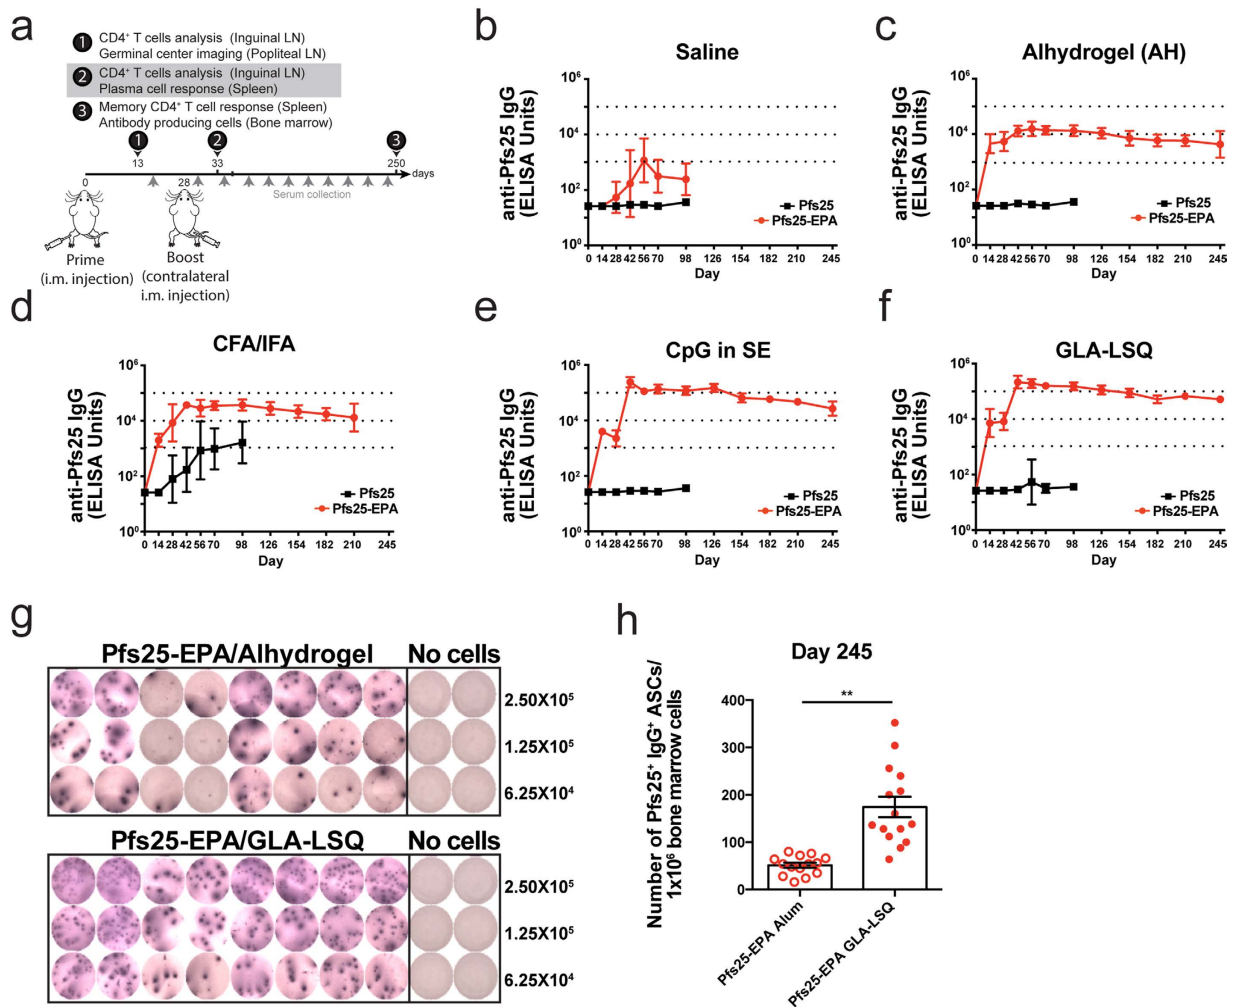 a
1 CD4⁺ T cells analysis (Inguinal LN)
Germinal center imaging (Popliteal LN)
2 CD4⁺ T cells analysis (Inguinal LN)
Plasma cell response (Spleen)
3 Memory CD4⁺ T cell response (Spleen)
Antibody producing cells (Bone marrow)
1 2 3
13 33 250
0 28 days
Serum collection
Prime
(i.m. injection)
Boost
(contralateral
i.m. injection)
b
Saline
anti-Pfs25 IgG
(ELISA Units)
10⁶
10⁴
10²
10⁰
Pfs25
Pfs25-EPA
0 14 28 42 56 70 98 126 154 182 210 245
Day
c
Alhydrogel (AH)
anti-Pfs25 IgG
(ELISA Units)
10⁶
10⁴
10²
10⁰
Pfs25
Pfs25-EPA
0 14 28 42 56 70 98 126 154 182 210 245
Day
d
CFA/IFA
anti-Pfs25 IgG
(ELISA Units)
10⁶
10⁴
10²
10⁰
Pfs25
Pfs25-EPA
0 14 28 42 56 70 98 126 154 182 210 245
Day
e
CpG in SE
anti-Pfs25 IgG
(ELISA Units)
10⁶
10⁴
10²
10⁰
Pfs25
Pfs25-EPA
0 14 28 42 56 70 98 126 154 182 210 245
Day
f
GLA-LSQ
anti-Pfs25 IgG
(ELISA Units)
10⁶
10⁴
10²
10⁰
Pfs25
Pfs25-EPA
0 14 28 42 56 70 98 126 154 182 210 245
Day
g
Pfs25-EPA/Alhydrogel No cells
2.50X10⁵
1.25X10⁵
6.25X10⁴
Pfs25-EPA/GLA-LSQ No cells
2.50X10⁵
1.25X10⁵
6.25X10⁴
h
Day 245
Number of Pfs25⁺ IgG⁺ ASCs/
1x10⁶ bone marrow cells
400
300
200
100
0
**
Pfs25-EPA Alum
Pfs25-EPA GLA-LSQ